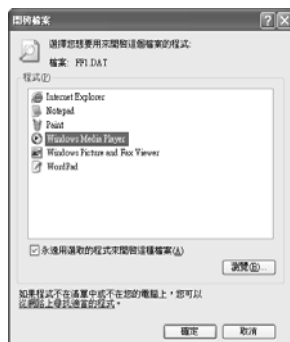 開啟檔案
選擇您想要用來開啟這個檔案的程式:
檔案: FF1.DAT
程式(P)
Internet Explorer
Notepad
Paint
Windows Media Player
Windows Picture and Fax Viewer
WordPad
永遠用選取的程式來開啟這種檔案(A)
瀏覽(B)...
如果程式不在清單中或不在您的電腦上，您可以
從網路上尋找適當的程式。
確定
取消